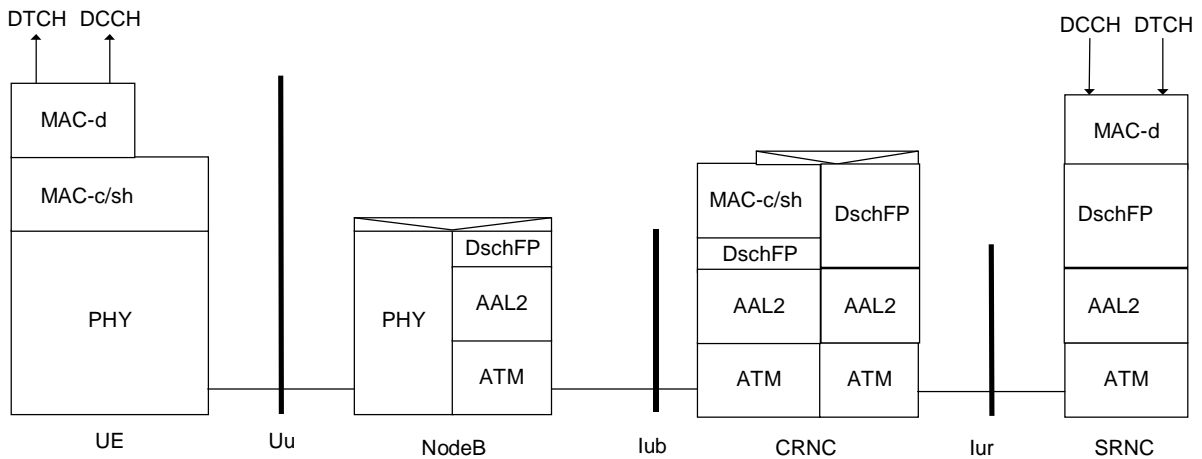 DTCH DCCH
DCCH DTCH
MAC-d
MAC-d
MAC-c/sh
MAC-c/sh
DschFP
DschFP
DschFP
DschFP
PHY
PHY
AAL2
AAL2
AAL2
AAL2
ATM
ATM
ATM
ATM
UE
Uu
NodeB
Iub
CRNC
Iur
SRNC